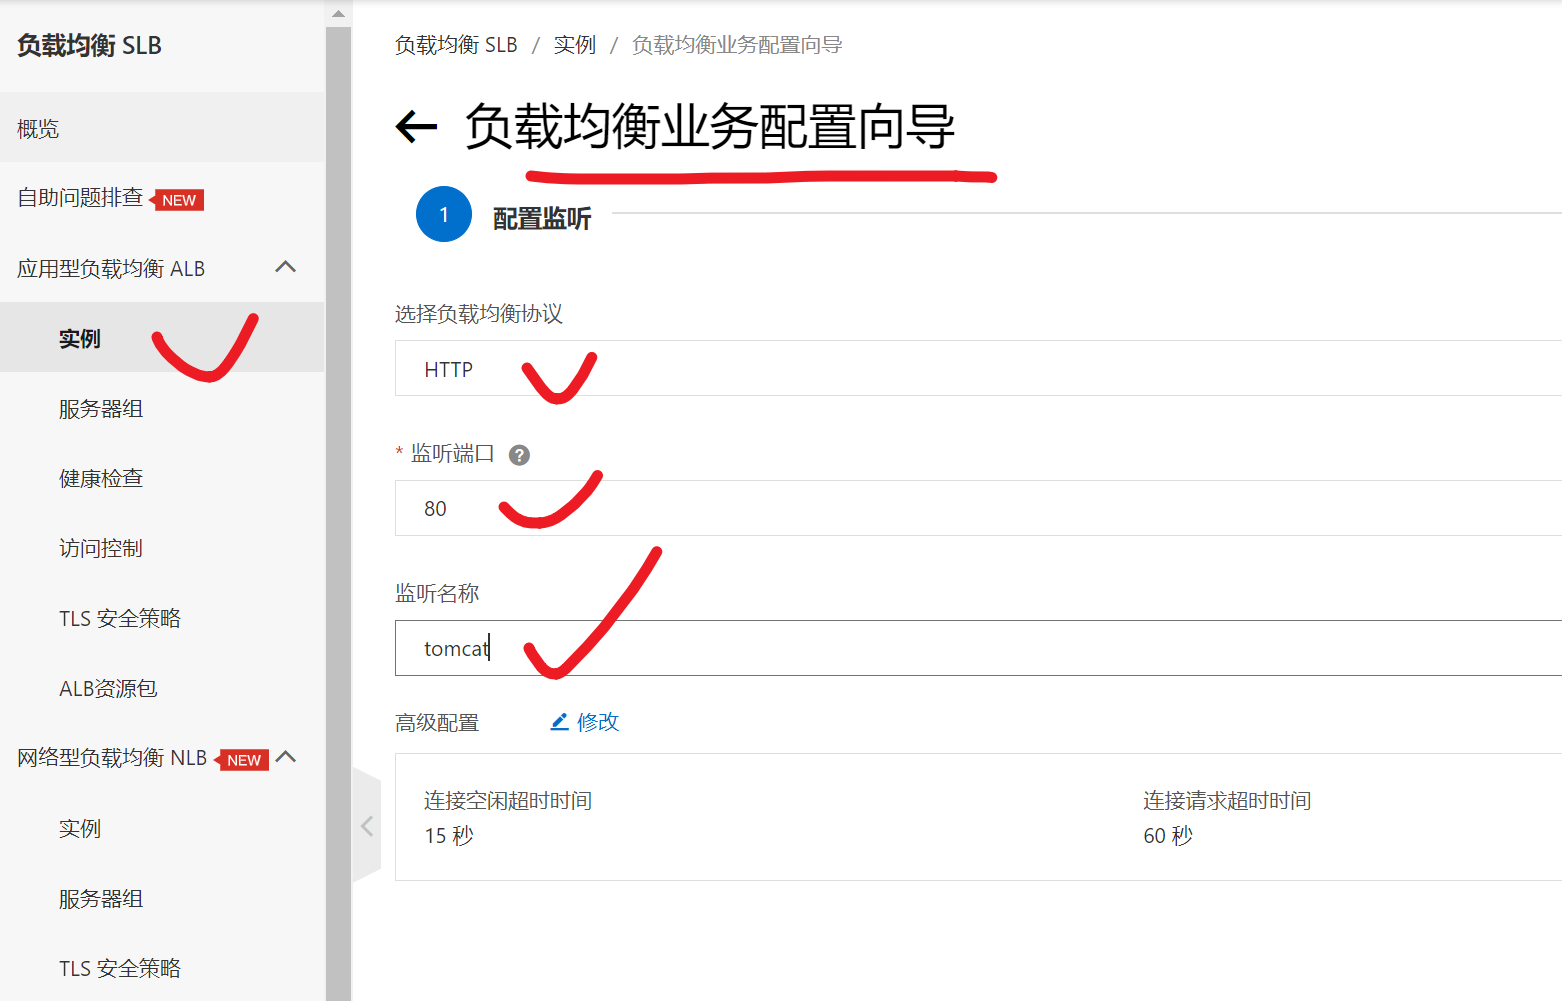 负载均衡 SLB
概览
自助问题排查 NEW
应用型负载均衡 ALB
实例
服务器组
健康检查
访问控制
TLS 安全策略
ALB资源包
网络型负载均衡 NLB NEW
实例
服务器组
TLS 安全策略
负载均衡 SLB / 实例 / 负载均衡业务配置向导
负载均衡业务配置向导
1 配置监听
选择负载均衡协议
HTTP
* 监听端口 ?
80
监听名称
tomcat
高级配置 修改
连接空闲超时时间 连接请求超时时间
15 秒 60 秒